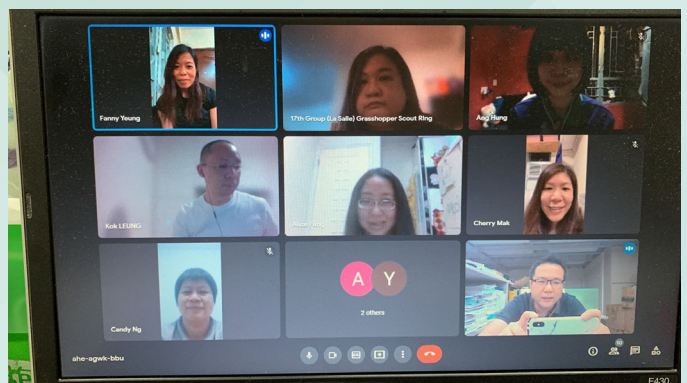 Fanny Yeung
17th Group (La Salle) Grasshopper Scout Ring
Ang Hung
Kok LEUNG
Cherry Mak
Candy Ng
A Y
2 others
ahe-agwk-bbu
E430